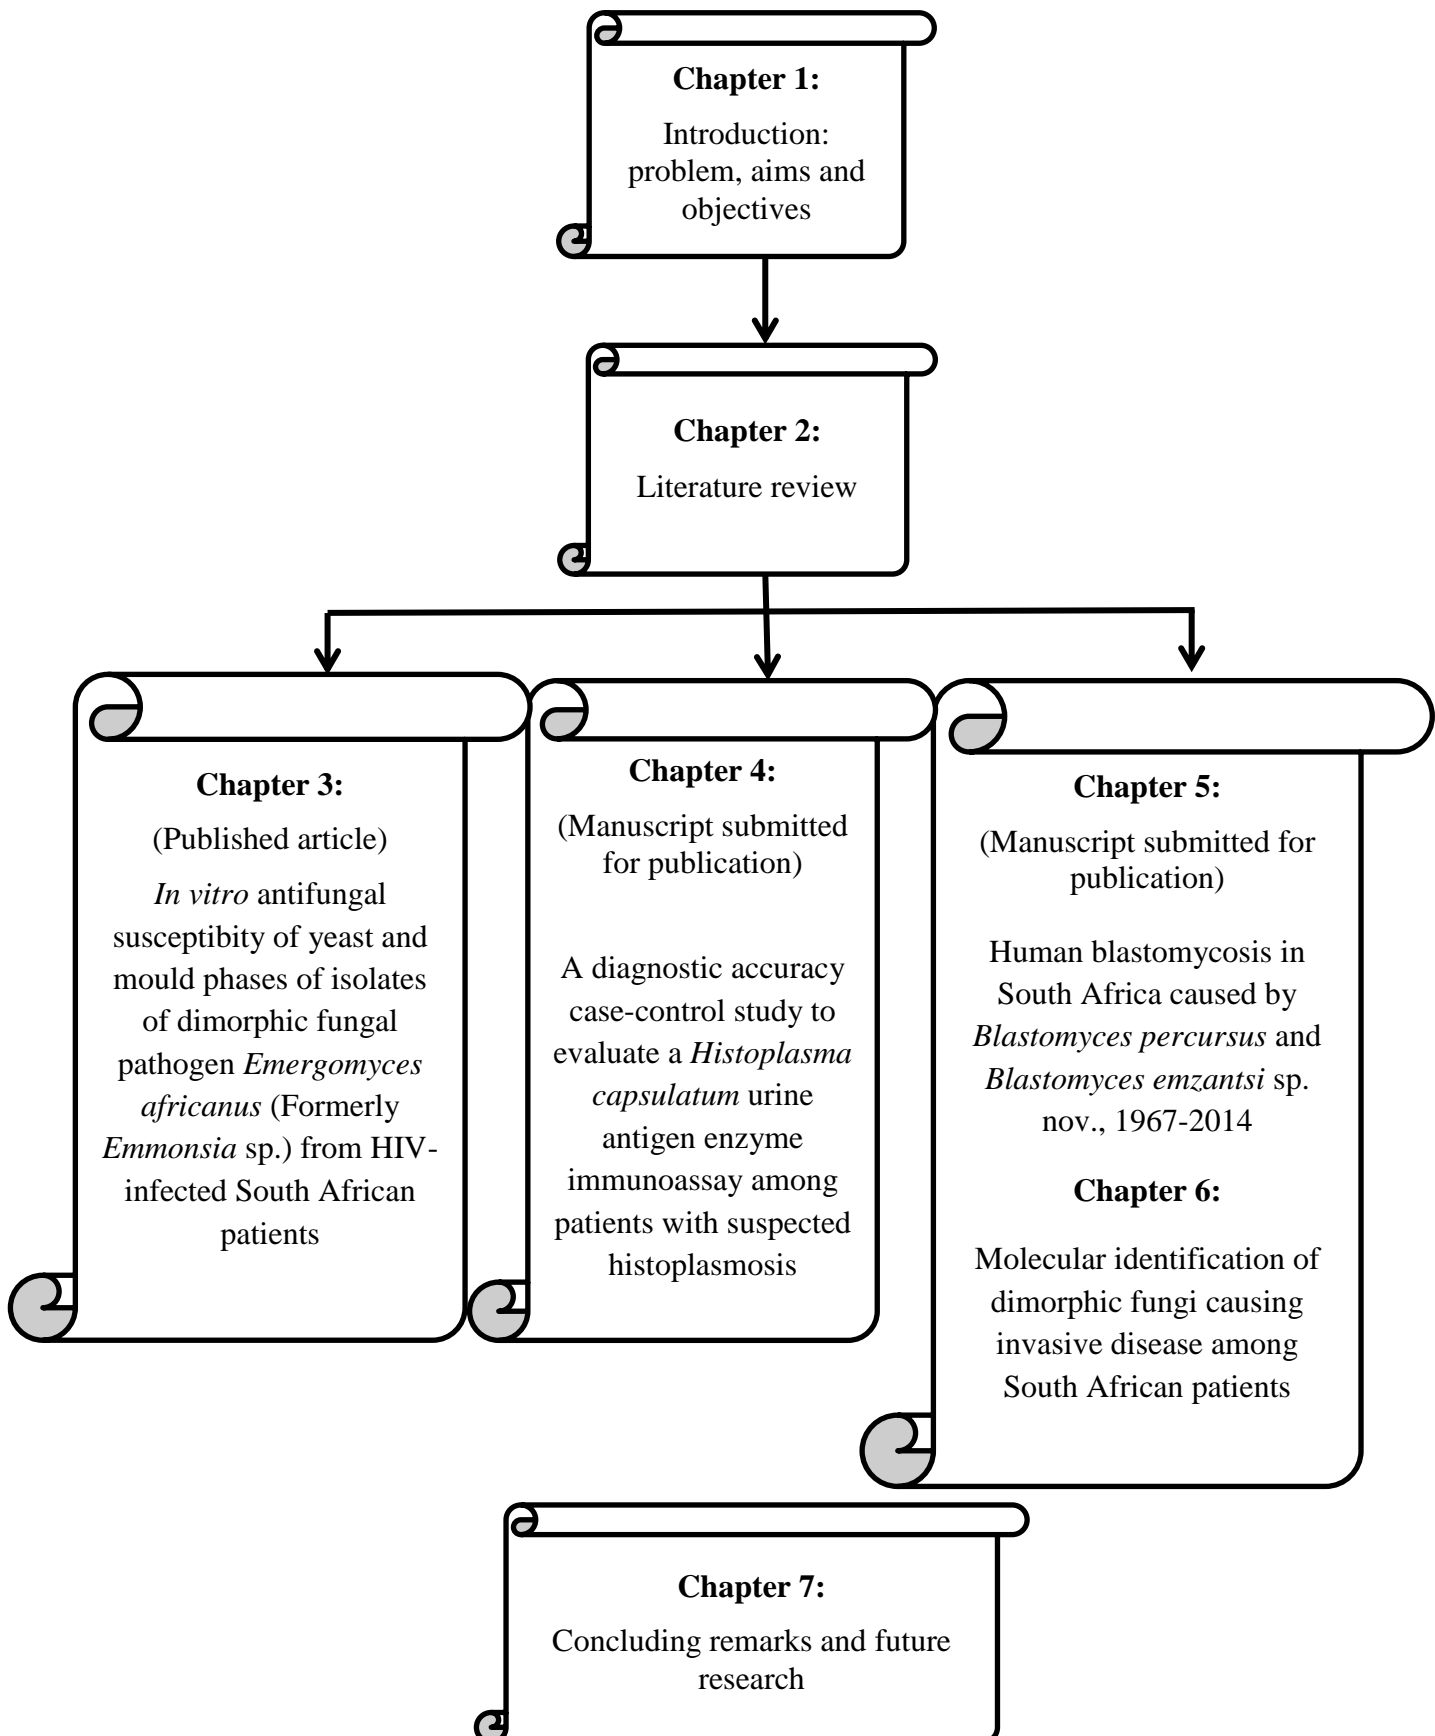 Chapter 1:
Introduction:
problem, aims and
objectives
Chapter 2:
Literature review
Chapter 3:
(Published article)
In vitro antifungal
susceptibity of yeast and
mould phases of isolates
of dimorphic fungal
pathogen Emergomyces
africanus (Formerly
Emmonsia sp.) from HIV-
infected South African
patients
Chapter 4:
(Manuscript submitted
for publication)
A diagnostic accuracy
case-control study to
evaluate a Histoplasma
capsulatum urine
antigen enzyme
immunoassay among
patients with suspected
histoplasmosis
Chapter 5:
(Manuscript submitted for
publication)
Human blastomycosis in
South Africa caused by
Blastomyces percursus and
Blastomyces emzantsi sp.
nov., 1967-2014
Chapter 6:
Molecular identification of
dimorphic fungi causing
invasive disease among
South African patients
Chapter 7:
Concluding remarks and future
research